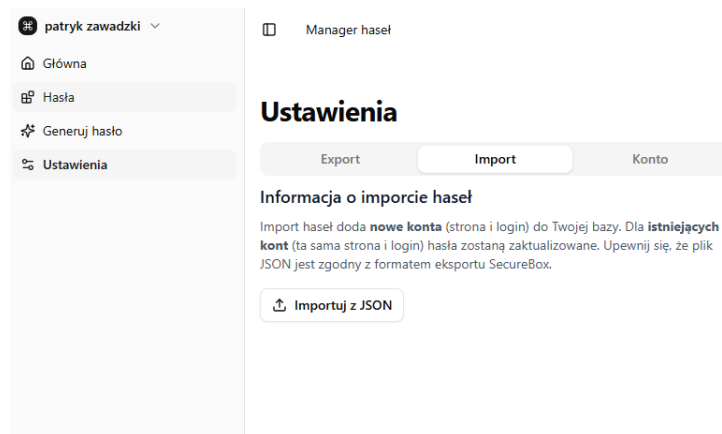 patryk zawadzki
Główna
Hasła
Generuj hasło
Ustawienia
Manager haseł
Ustawienia
Export Import Konto
Informacja o imporcie haseł
Import haseł doda nowe konta (strona i login) do Twojej bazy. Dla istniejących
kont (ta sama strona i login) hasła zostaną zaktualizowane. Upewnij się, że plik
JSON jest zgodny z formatem eksportu SecureBox.
Importuj z JSON